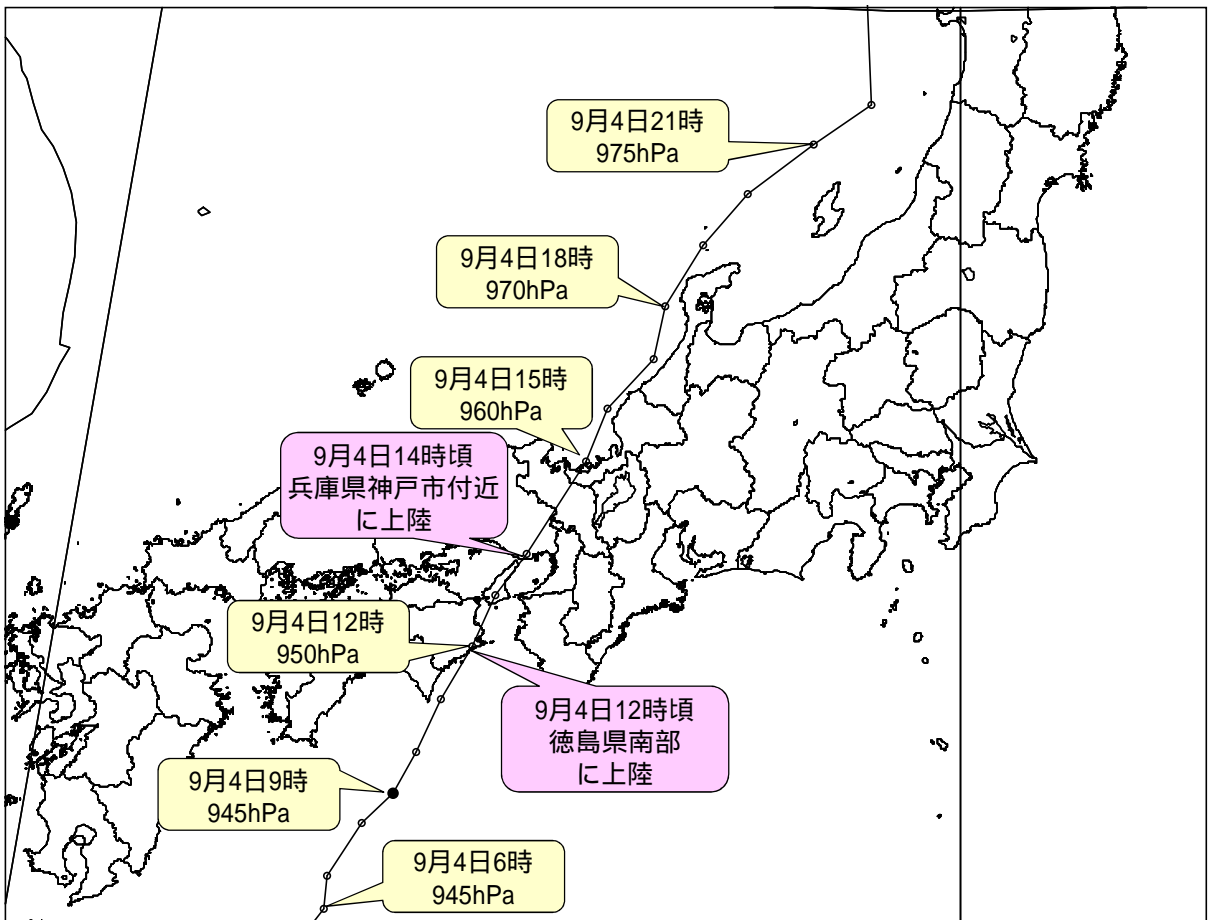 9月4日21時
975hPa
9月4日18時
970hPa
9月4日15時
960hPa
9月4日14時頃
兵庫県神戸市付近
に上陸
9月4日12時
950hPa
9月4日12時頃
徳島県南部
に上陸
9月4日9時
945hPa
9月4日6時
945hPa